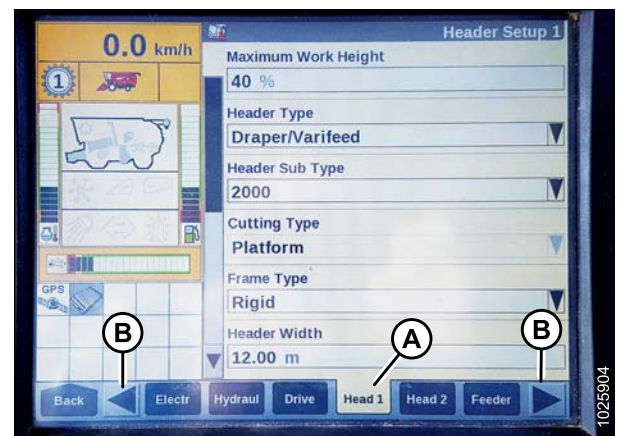 0.0 km/h
Header Setup 1
1
Maximum Work Height
40 %
Header Type
Draper/Varifeed
Header Sub Type
2000
Cutting Type
Platform
Frame Type
Rigid
GPS
Header Width
12.00 m
B
A
B
Back
Electr
Hydraul
Drive
Head 1
Head 2
Feeder
1025904